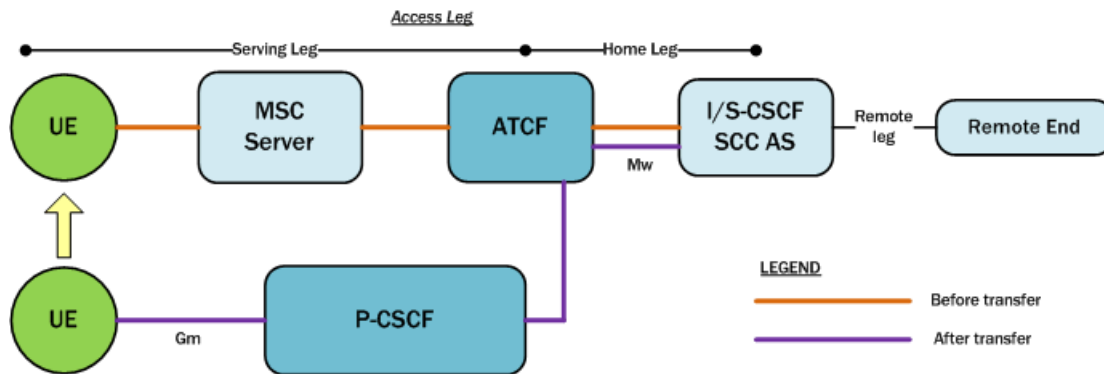 Access Leg
Serving Leg
Home Leg
UE
MSC
Server
ATCF
I/S-CSCF
SCC AS
Remote
leg
Remote End
Mw
UE
Gm
P-CSCF
LEGEND
Before transfer
After transfer